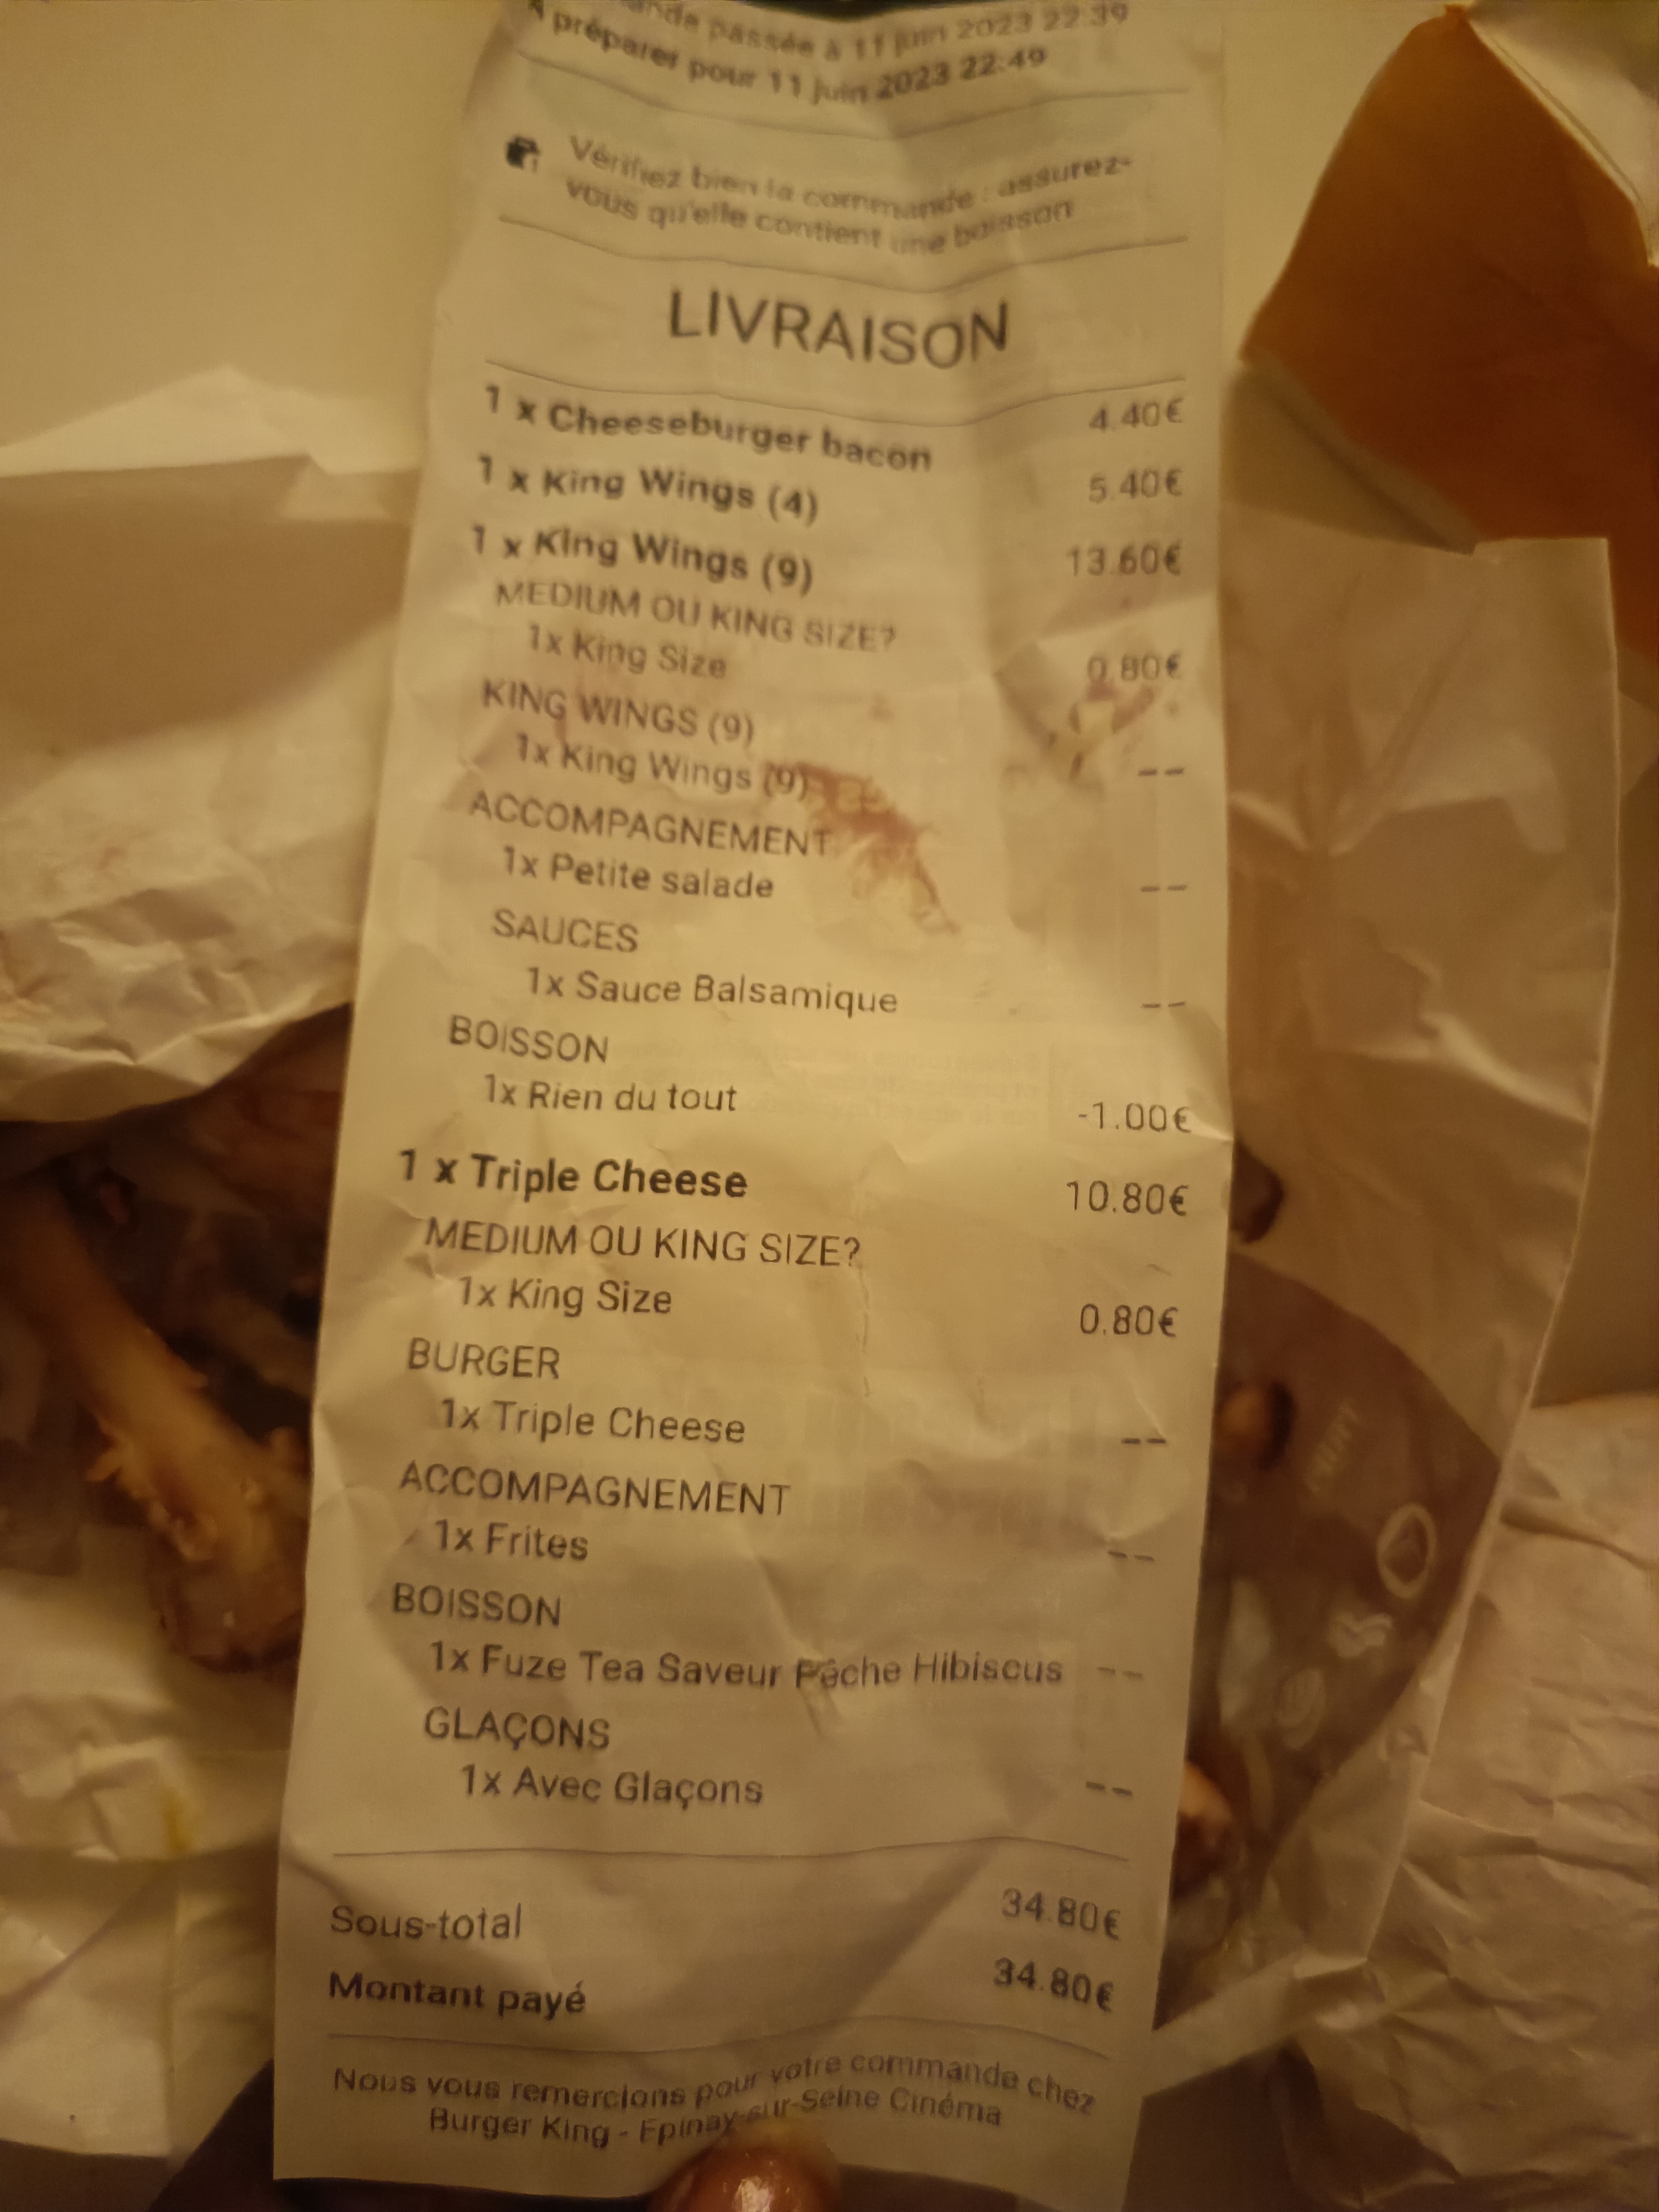 ande passée à 11 juin 2023 22:39
A préparer pour 11 juin 2023 22:49
Vérifiez bien la commande : assurez-
vous qu'elle contient une boisson
LIVRAISON
1 x Cheeseburger bacon 4.40€
1 x King Wings (4) 5.40€
1 x King Wings (9) 13.60€
MEDIUM OU KING SIZE?
1x King Size 0.80€
KING WINGS (9)
1x King Wings (9) --
ACCOMPAGNEMENT
1x Petite salade --
SAUCES
1x Sauce Balsamique --
BOISSON
1x Rien du tout -1.00€
1 x Triple Cheese 10.80€
MEDIUM OU KING SIZE?
1x King Size 0.80€
BURGER
1x Triple Cheese --
ACCOMPAGNEMENT
1x Frites --
BOISSON
1x Fuze Tea Saveur Pêche Hibiscus --
GLAÇONS
1x Avec Glaçons --
Sous-total 34.80€
Montant payé 34.80€
Nous vous remercions pour votre commande chez
Burger King - Epinay-sur-Seine Cinéma